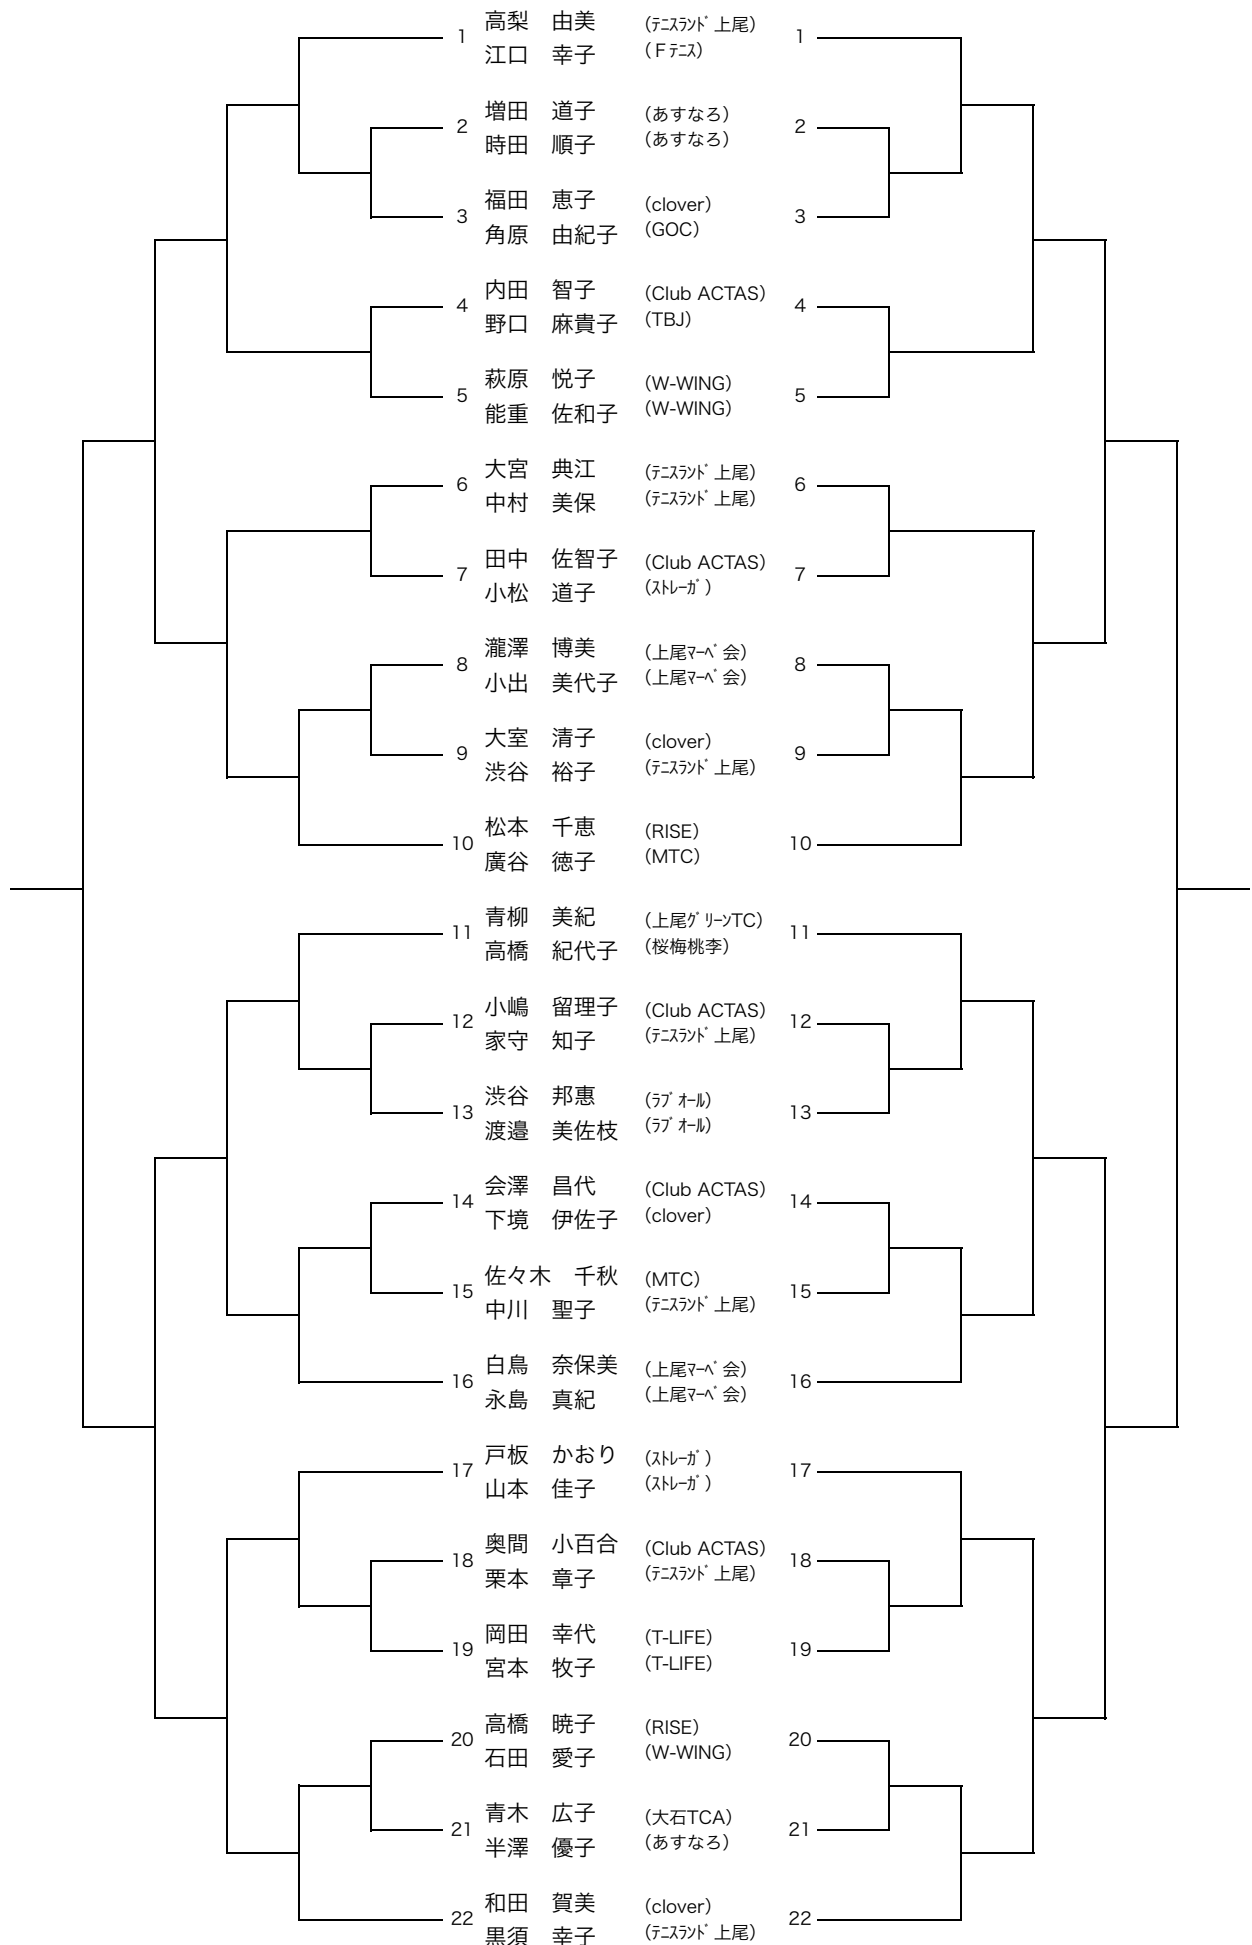 1 高梨　由美 (ﾃﾆｽﾗﾝﾄﾞ上尾) 1
江口　幸子 (Ｆﾃﾆｽ)
2 増田　道子 (あすなろ) 2
時田　順子 (あすなろ)
3 福田　恵子 (clover) 3
角原　由紀子 (GOC)
4 内田　智子 (Club ACTAS) 4
野口　麻貴子 (TBJ)
5 萩原　悦子 (W-WING) 5
能重　佐和子 (W-WING)
6 大宮　典江 (ﾃﾆｽﾗﾝﾄﾞ上尾) 6
中村　美保 (ﾃﾆｽﾗﾝﾄﾞ上尾)
7 田中　佐智子 (Club ACTAS) 7
小松　道子 (ｽﾄﾚｰｶﾞ)
8 瀧澤　博美 (上尾ﾏｰﾍﾞ会) 8
小出　美代子 (上尾ﾏｰﾍﾞ会)
9 大室　清子 (clover) 9
渋谷　裕子 (ﾃﾆｽﾗﾝﾄﾞ上尾)
10 松本　千恵 (RISE) 10
廣谷　徳子 (MTC)
11 青柳　美紀 (上尾ｸﾞﾘｰﾝTC) 11
高橋　紀代子 (桜梅桃李)
12 小嶋　留理子 (Club ACTAS) 12
家守　知子 (ﾃﾆｽﾗﾝﾄﾞ上尾)
13 渋谷　邦惠 (ﾗﾌﾞｵｰﾙ) 13
渡邉　美佐枝 (ﾗﾌﾞｵｰﾙ)
14 会澤　昌代 (Club ACTAS) 14
下境　伊佐子 (clover)
15 佐々木　千秋 (MTC) 15
中川　聖子 (ﾃﾆｽﾗﾝﾄﾞ上尾)
16 白鳥　奈保美 (上尾ﾏｰﾍﾞ会) 16
永島　真紀 (上尾ﾏｰﾍﾞ会)
17 戸板　かおり (ｽﾄﾚｰｶﾞ) 17
山本　佳子 (ｽﾄﾚｰｶﾞ)
18 奥間　小百合 (Club ACTAS) 18
栗本　章子 (ﾃﾆｽﾗﾝﾄﾞ上尾)
19 岡田　幸代 (T-LIFE) 19
宮本　牧子 (T-LIFE)
20 高橋　暁子 (RISE) 20
石田　愛子 (W-WING)
21 青木　広子 (大石TCA) 21
半澤　優子 (あすなろ)
22 和田　賀美 (clover) 22
黒須　幸子 (ﾃﾆｽﾗﾝﾄﾞ上尾)